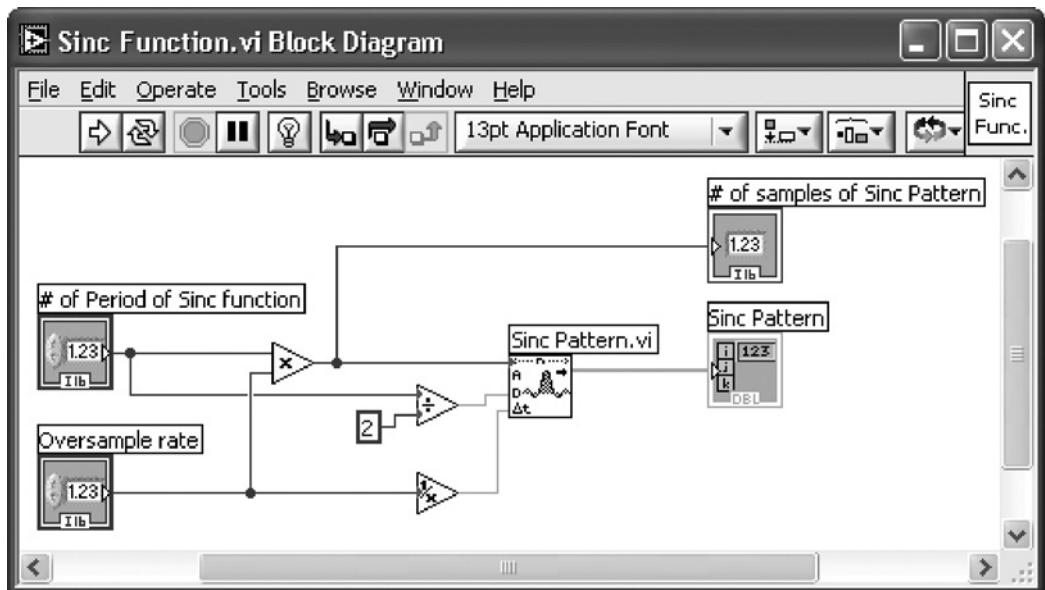 Sinc Function.vi Block Diagram
File Edit Operate Tools Browse Window Help
13pt Application Font
Sinc
Func.
# of samples of Sinc Pattern
1.23
I16
# of Period of Sinc function
1.23
I16
Sinc Pattern.vi
n
A
D
Δt
Sinc Pattern
i
j
k
123
DBL
x
÷
2
Oversample rate
1.23
I16
1/x